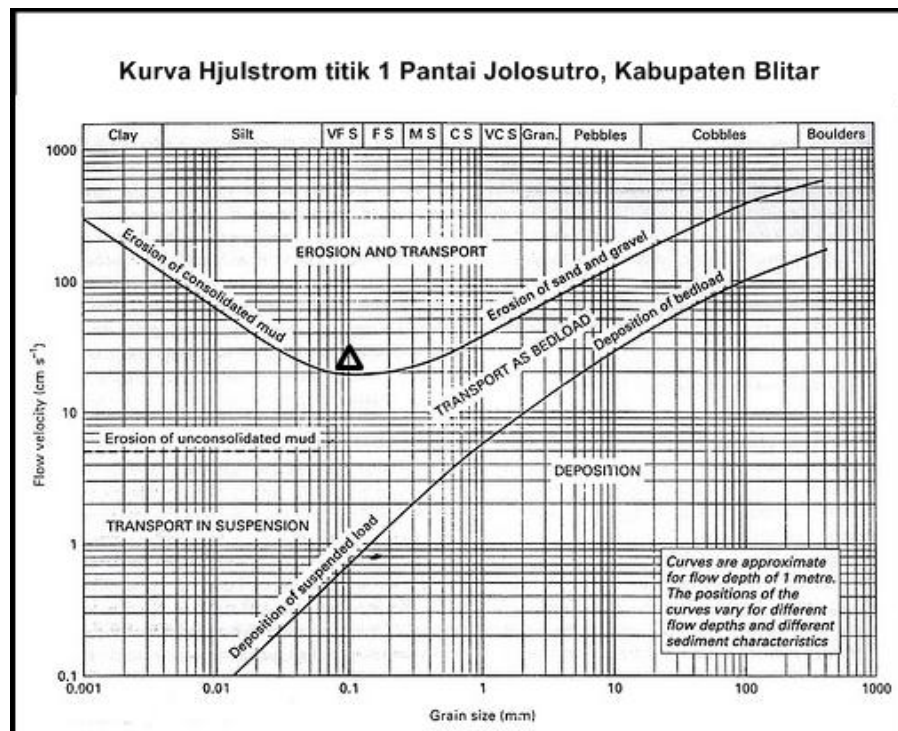 Kurva Hjulstrom titik 1 Pantai Jolosutro, Kabupaten Blitar
Clay Silt VF S F S M S C S VC S Gran. Pebbles Cobbles Boulders
1000
100
10
1
0.1
Flow velocity (cm s⁻¹)
EROSION AND TRANSPORT
Erosion of consolidated mud
Erosion of sand and gravel
Deposition of bedload
TRANSPORT AS BEDLOAD
Erosion of unconsolidated mud
DEPOSITION
TRANSPORT IN SUSPENSION
Deposition of suspended load
Curves are approximate
for flow depth of 1 metre.
The positions of the
curves vary for different
flow depths and different
sediment characteristics
0.001 0.01 0.1 1 10 100 1000
Grain size (mm)